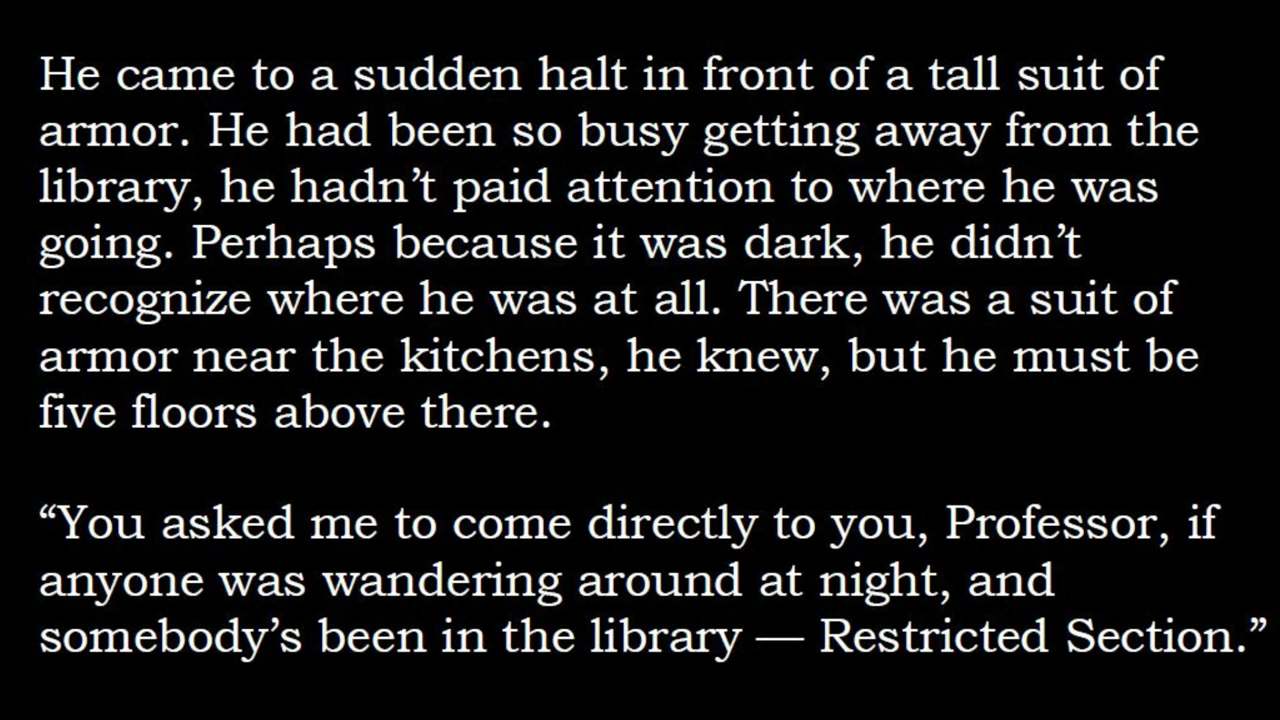 He came to a sudden halt in front of a tall suit of
armor. He had been so busy getting away from the
library, he hadn’t paid attention to where he was
going. Perhaps because it was dark, he didn’t
recognize where he was at all. There was a suit of
armor near the kitchens, he knew, but he must be
five floors above there.
“You asked me to come directly to you, Professor, if
anyone was wandering around at night, and
somebody’s been in the library — Restricted Section.”